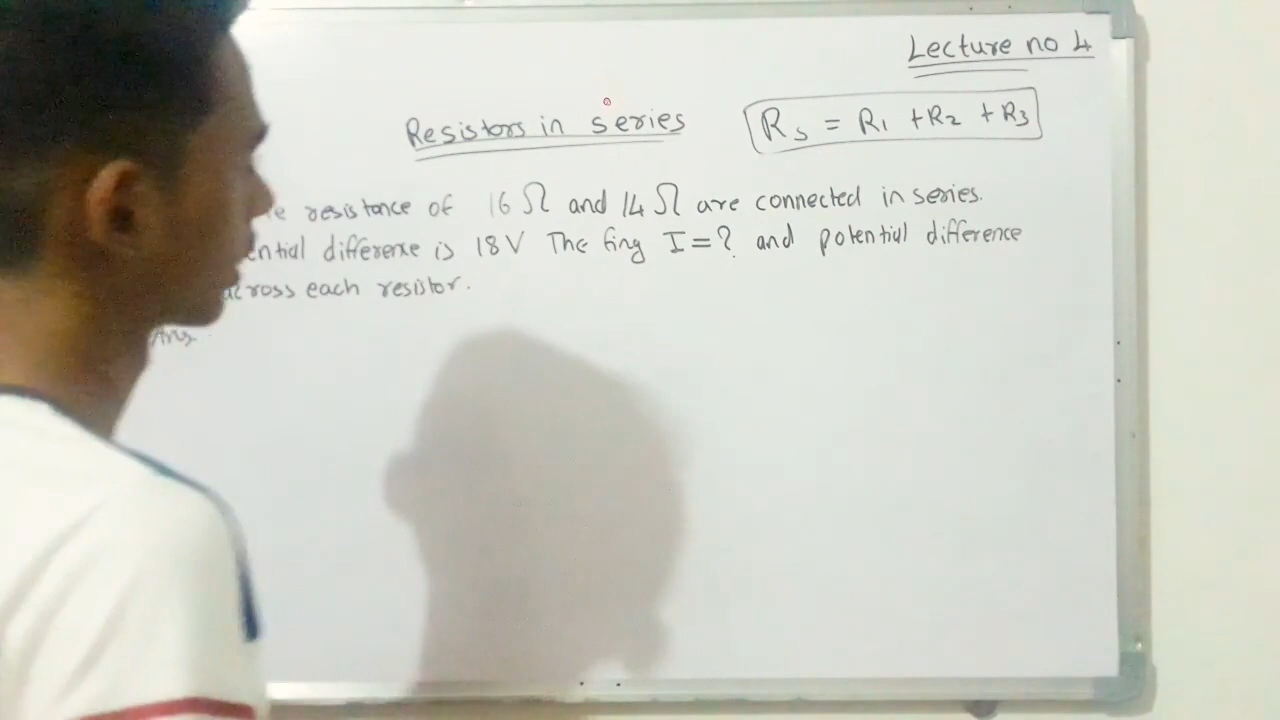 Lecture no 4
Resistors in series
Rs = R1 + R2 + R3
resistance of 16 Ω and 14 Ω are connected in series.
ential difference is 18 V The fing I = ? and potential difference
across each resistor.
Ans